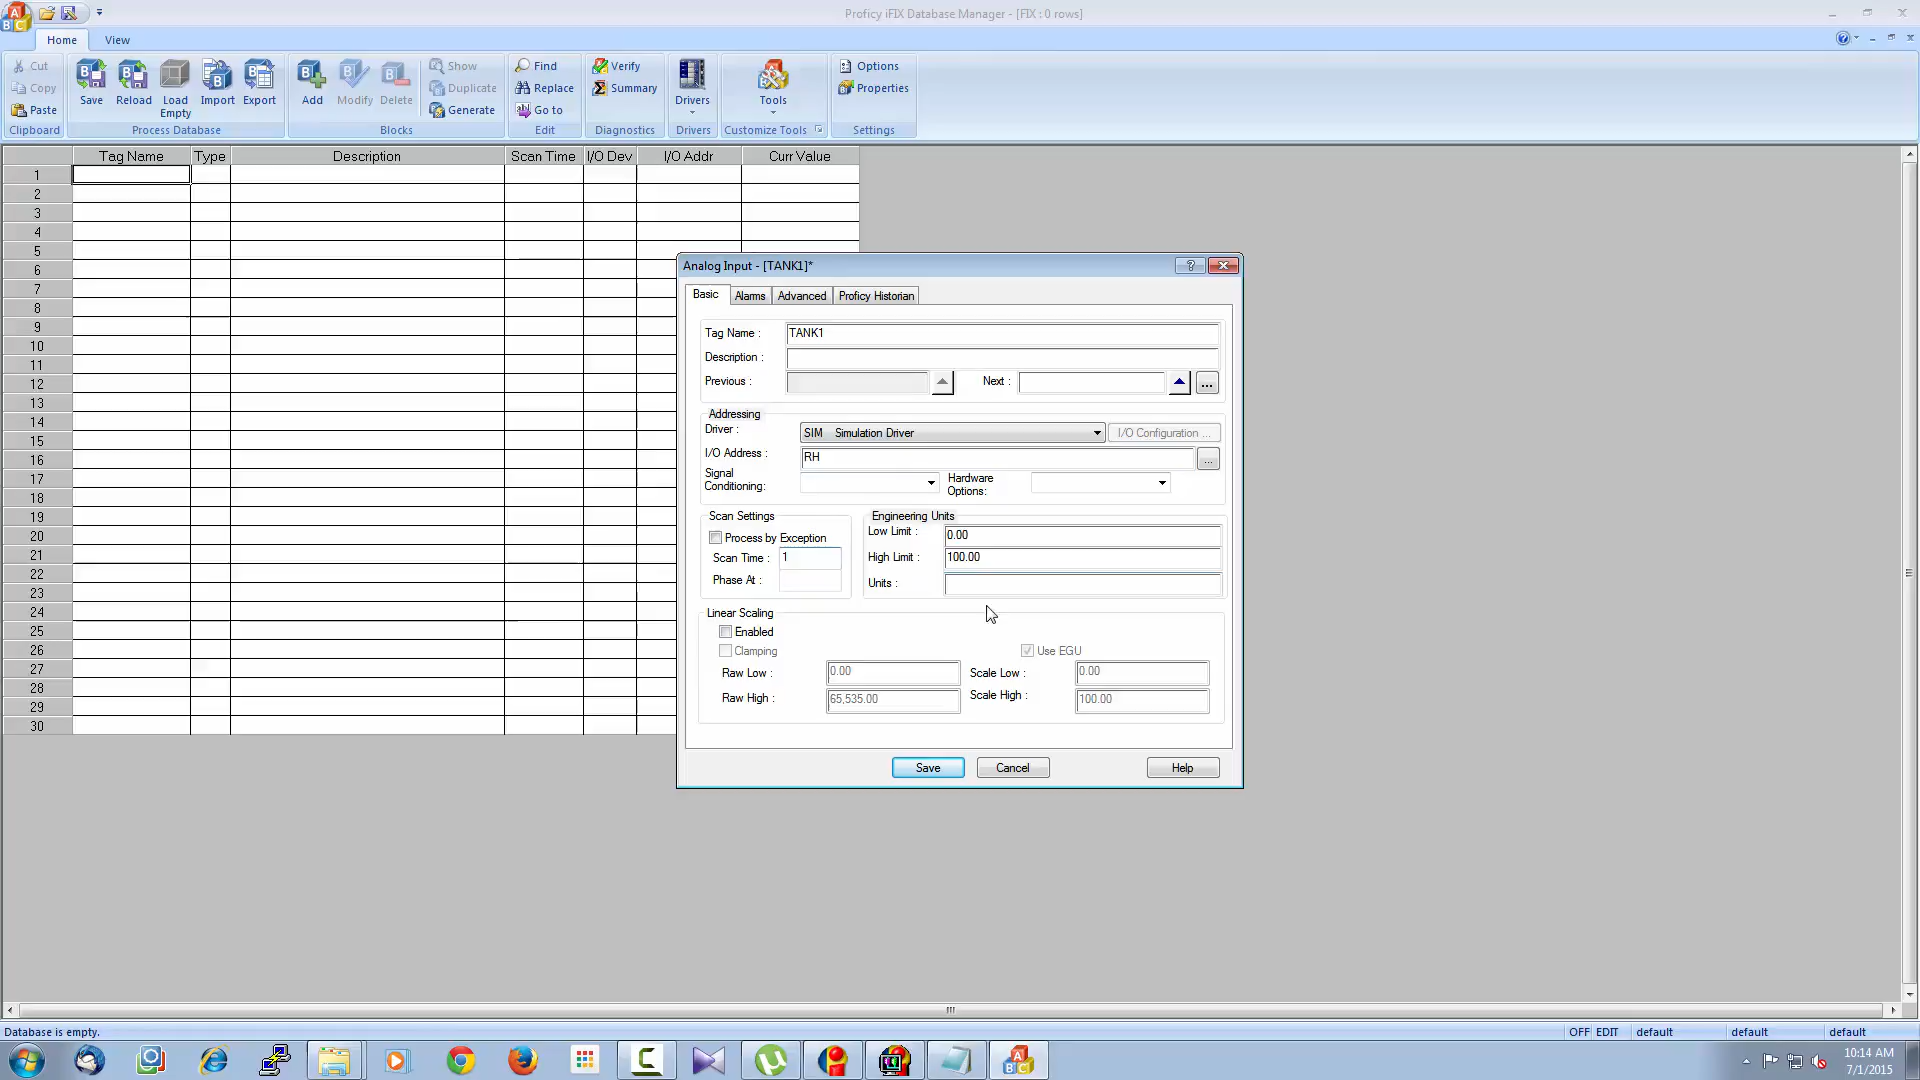 Proficy iFIX Database Manager - [FIX : 0 rows]
Home View
Cut
Copy
Paste
Clipboard
Save Reload Load Empty Import Export
Process Database
Add Modify Delete
Show
Duplicate
Generate
Blocks
Find
Replace
Go to
Edit
Verify
Summary
Diagnostics
Drivers
Drivers
Tools
Customize Tools
Options
Properties
Settings
Tag Name Type Description Scan Time I/O Dev I/O Addr Curr Value
1
2
3
4
5
6
7
8
9
10
11
12
13
14
15
16
17
18
19
20
21
22
23
24
25
26
27
28
29
30
Analog Input - [TANK1]*
Basic Alarms Advanced Proficy Historian
Tag Name : TANK1
Description :
Previous : Next : ...
Addressing
Driver : SIM Simulation Driver I/O Configuration ...
I/O Address : RH ...
Signal Conditioning: Hardware Options:
Scan Settings
Process by Exception
Scan Time : 1
Phase At :
Engineering Units
Low Limit : 0.00
High Limit : 100.00
Units :
Linear Scaling
Enabled
Clamping Use EGU
Raw Low : 0.00 Scale Low : 0.00
Raw High : 65,535.00 Scale High : 100.00
Save Cancel Help
Database is empty. OFF EDIT default default default
10:14 AM
7/1/2015